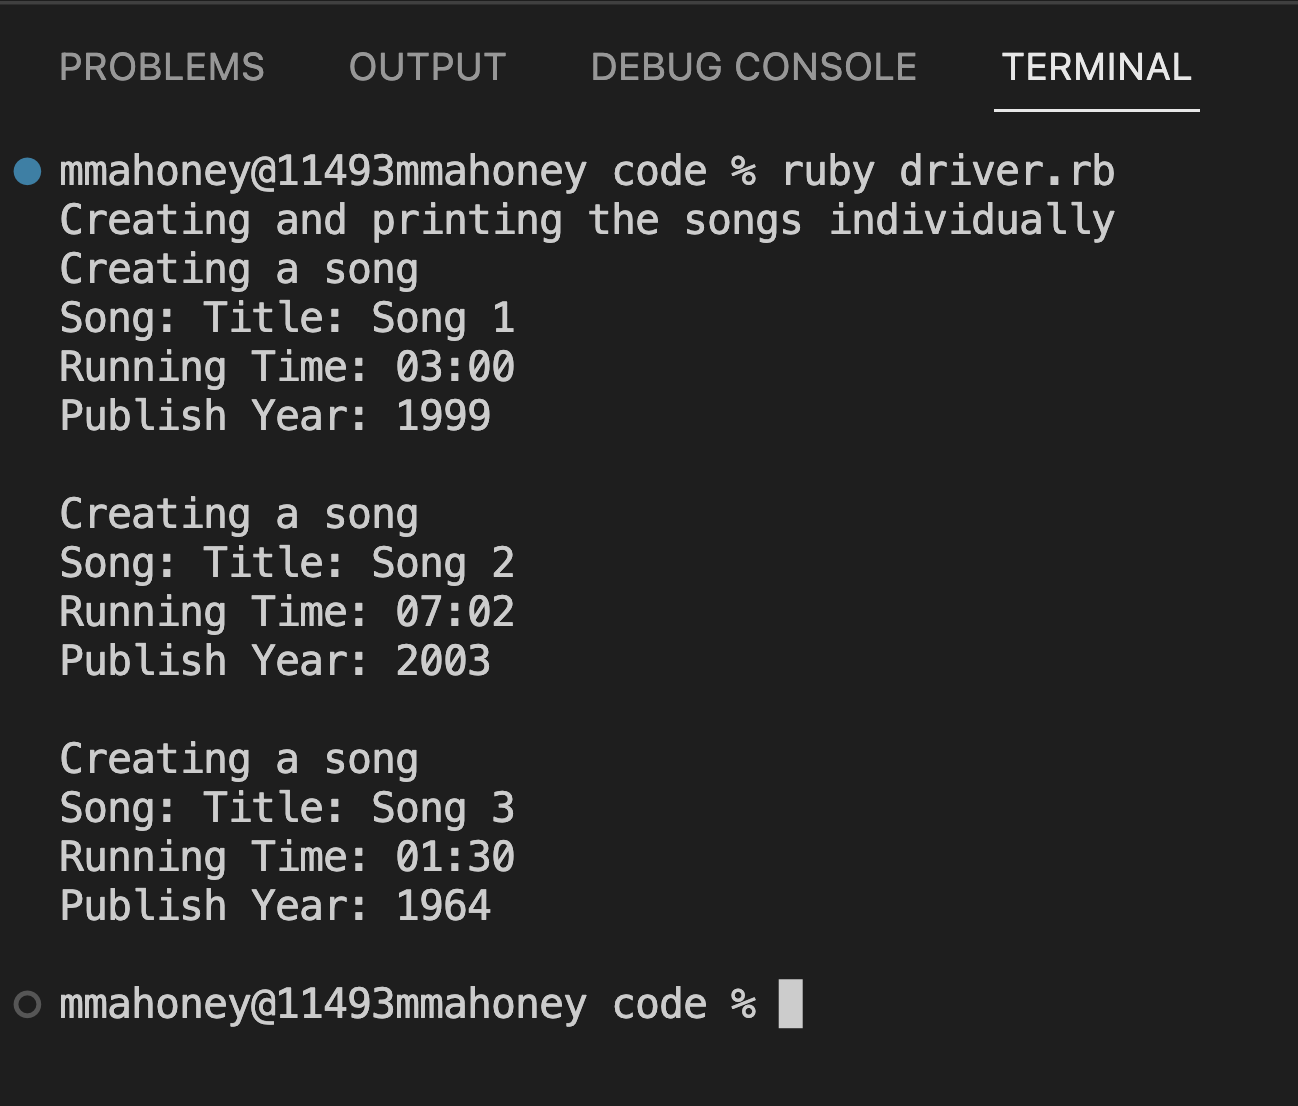 PROBLEMS OUTPUT DEBUG CONSOLE TERMINAL
mmahoney@11493mmahoney code % ruby driver.rb
Creating and printing the songs individually
Creating a song
Song: Title: Song 1
Running Time: 03:00
Publish Year: 1999
Creating a song
Song: Title: Song 2
Running Time: 07:02
Publish Year: 2003
Creating a song
Song: Title: Song 3
Running Time: 01:30
Publish Year: 1964
mmahoney@11493mmahoney code %